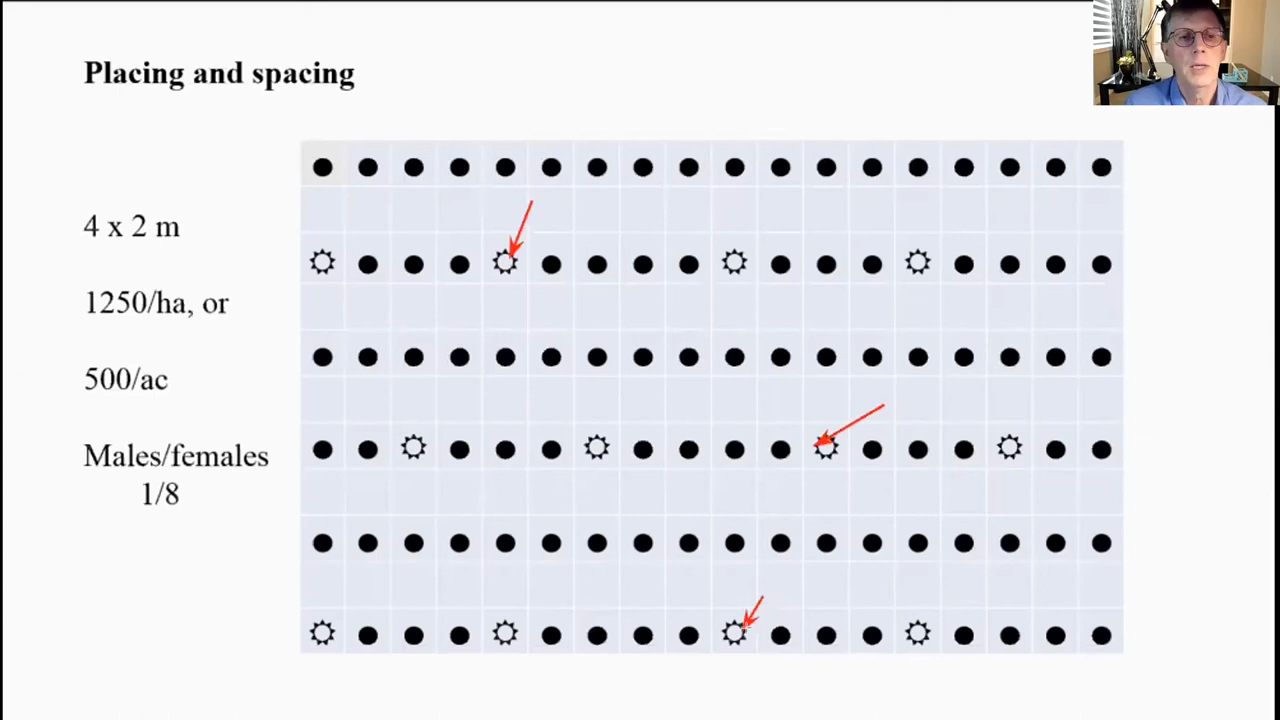 Placing and spacing
4 x 2 m
1250/ha, or
500/ac
Males/females
1/8